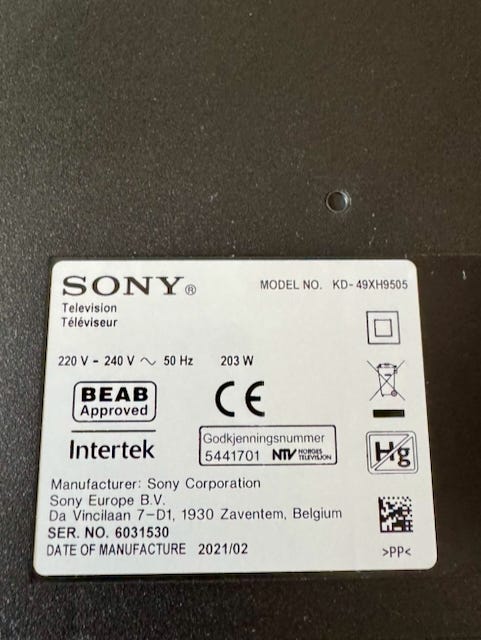 SONY®
MODEL NO. KD-49XH9505
Television
Téléviseur
220 V - 240 V ~ 50 Hz 203 W
BEAB
Approved
CE
Intertek
Godkjenningsnummer
5441701 NTV NORGES TELEVISJON
Hg
Manufacturer: Sony Corporation
Sony Europe B.V.
Da Vincilaan 7-D1, 1930 Zaventem, Belgium
SER. NO. 6031530
DATE OF MANUFACTURE 2021/02
>PP<